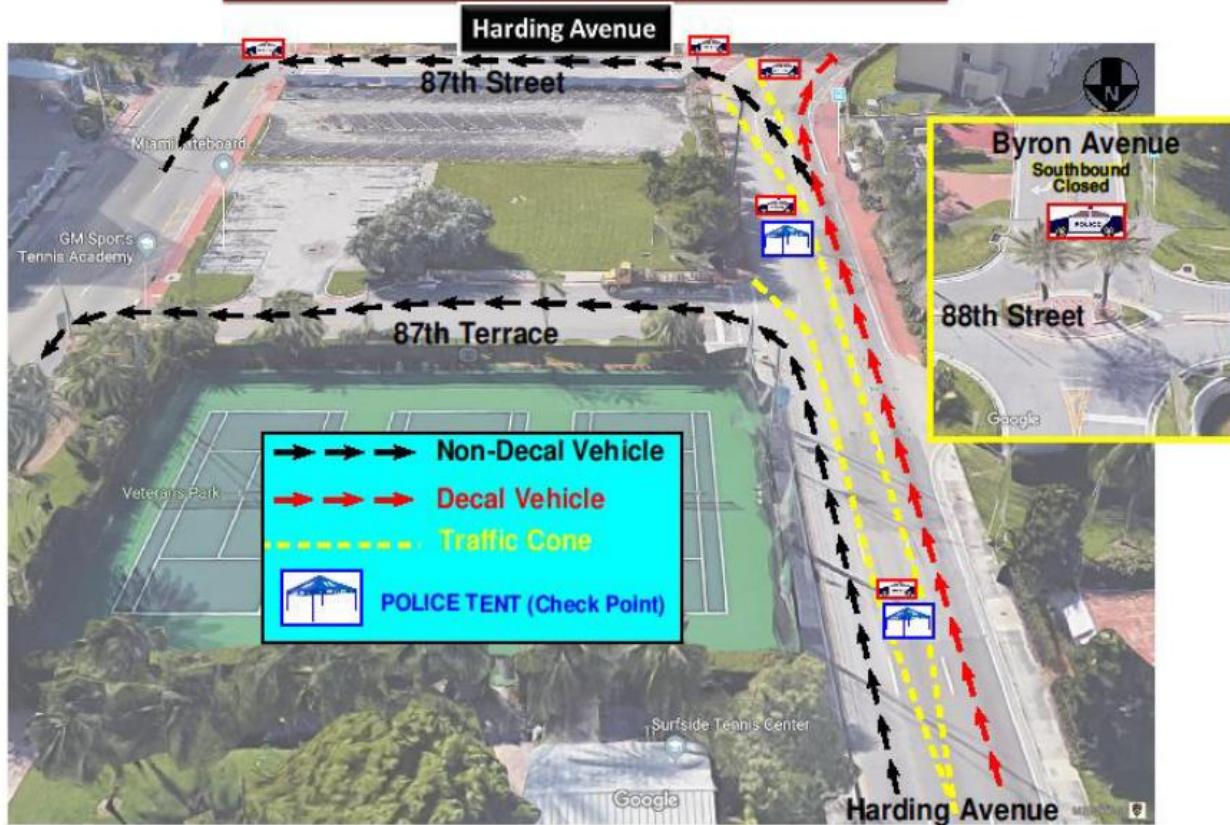 Harding Avenue
87th Street
N
Miami Kiteboard
Byron Avenue
Southbound
Closed
POLICE
GM Sports
Tennis Academy
88th Street
87th Terrace
Google
Non-Decal Vehicle
Veterans Park
Decal Vehicle
Traffic Cone
POLICE TENT (Check Point)
Surfside Tennis Center
Google
Harding Avenue